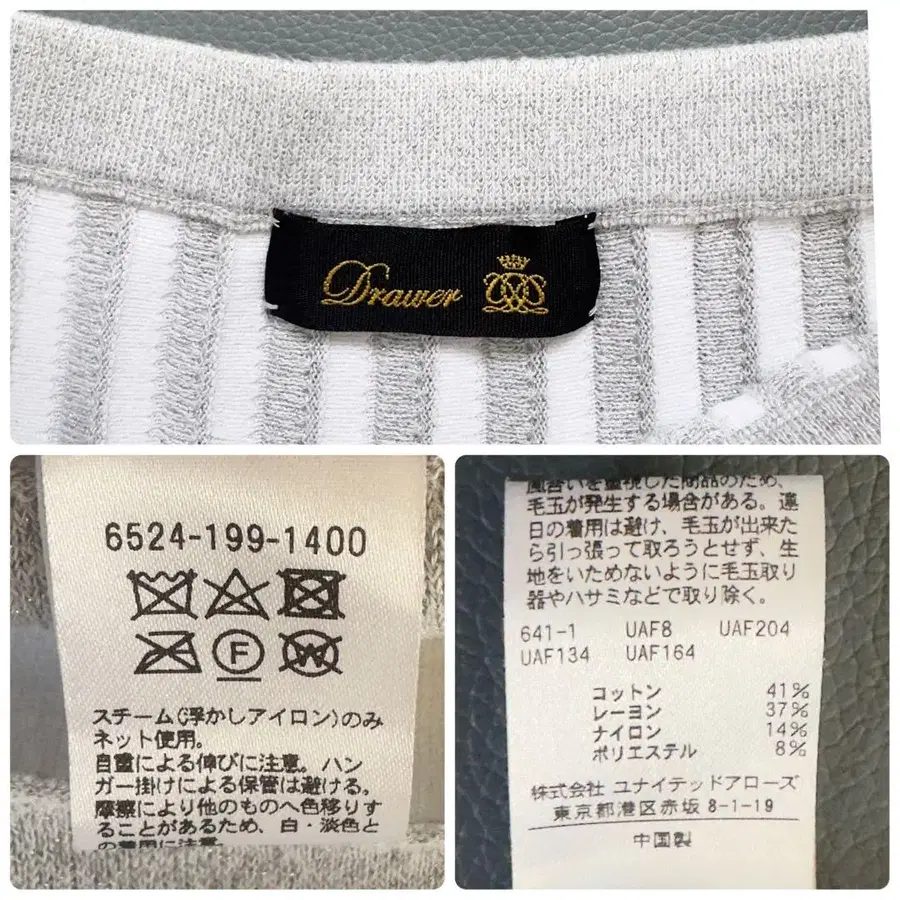 Drawer
6524-199-1400
F
W
スチーム(浮かしアイロン)のみ
ネット使用。
自重による伸びに注意。ハン
ガー掛けによる保管は避ける。
摩擦により他のものへ色移りす
ることがあるため、白・淡色と
の着用に注意。
風合いを重視した商品のため、
毛玉が発生する場合がある。連
日の着用は避け、毛玉が出来た
ら引っ張って取ろうとせず、生
地をいためないように毛玉取り
器やハサミなどで取り除く。
641-1 UAF8 UAF204
UAF134 UAF164
コットン 41%
レーヨン 37%
ナイロン 14%
ポリエステル 8%
株式会社 ユナイテッドアローズ
東京都港区赤坂 8-1-19
中国製